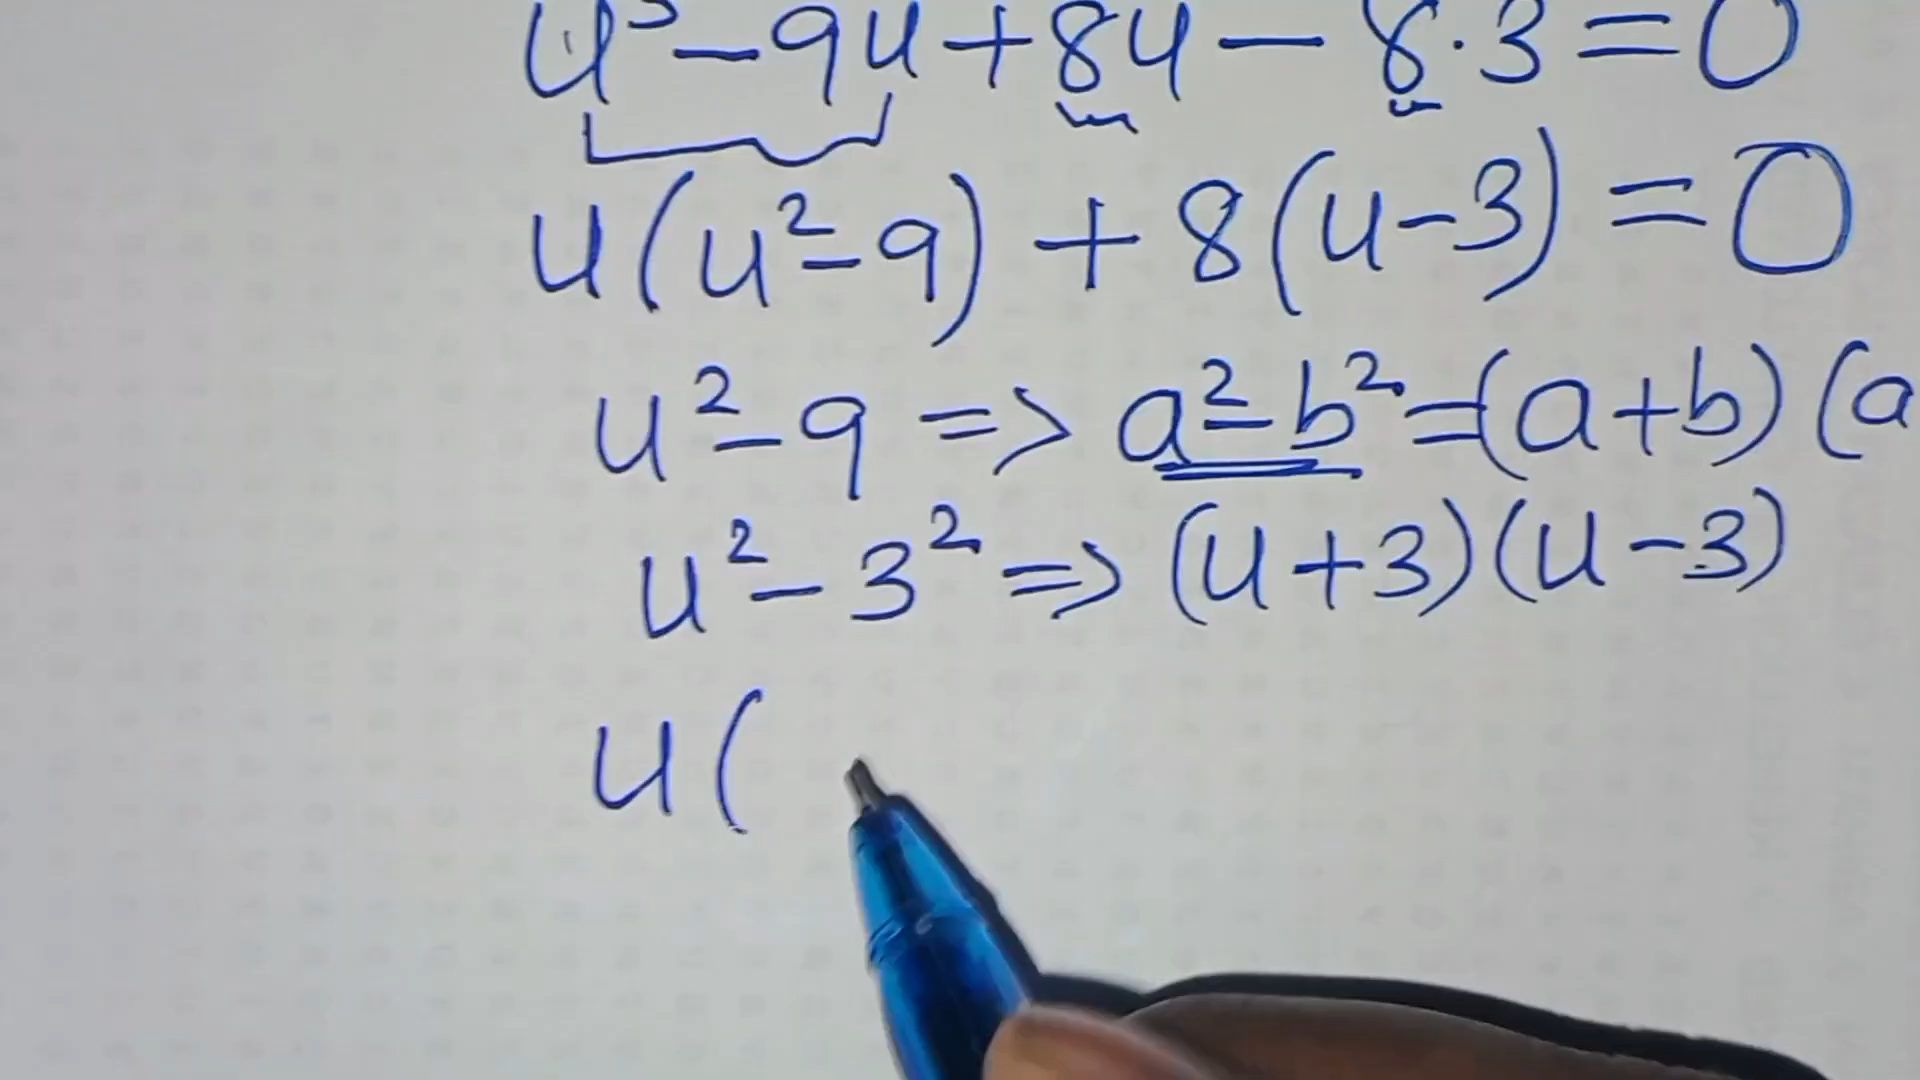 u³ - 9u + 8u - 8·3 = 0
u(u² - 9) + 8(u - 3) = 0
u² - 9 => a² - b² = (a + b)(a
u² - 3² => (u + 3)(u - 3)
u(